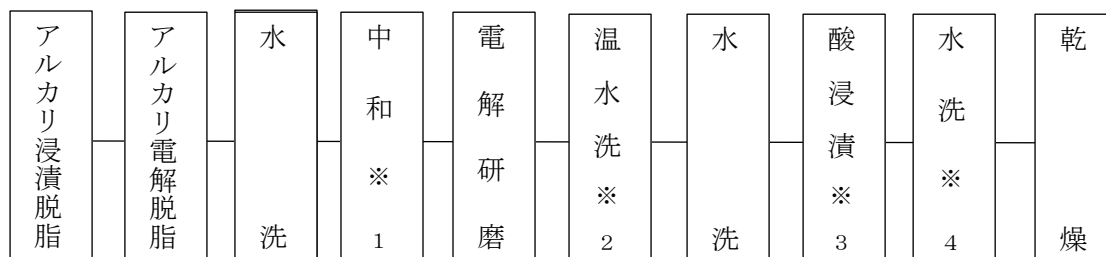 アルカリ浸漬脱脂
アルカリ電解脱脂
水洗
中和※1
電解研磨
温水洗※2
水洗
酸浸漬※3
水洗※4
乾燥